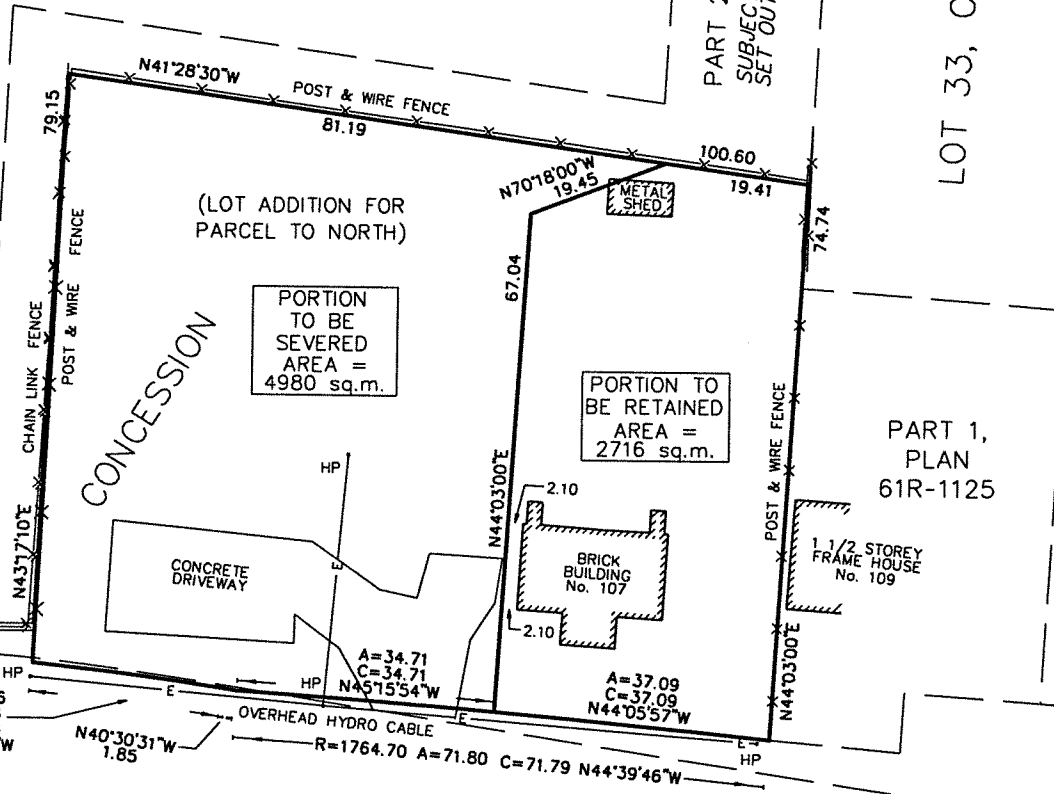 N41°28'30"W
POST & WIRE FENCE
81.19
100.60
19.41
79.15
PART 2
SUBJEC
SET OUT
LOT 33, 
N70°18'00"W
19.45
METAL
SHED
74.74
(LOT ADDITION FOR
PARCEL TO NORTH)
67.04
PORTION
TO BE
SEVERED
AREA =
4980 sq.m.
POST & WIRE FENCE
CHAIN LINK FENCE
CONCESSION
PORTION TO
BE RETAINED
AREA =
2716 sq.m.
POST & WIRE FENCE
PART 1,
PLAN
61R-1125
HP
N44°03'00"E
2.10
N43°17'10"E
CONCRETE
DRIVEWAY
E
BRICK
BUILDING
No. 107
1 1/2 STOREY
FRAME HOUSE
No. 109
2.10
N44°03'00"E
A=34.71
C=34.71
N45°15'54"W
A=37.09
C=37.09
N44°05'57"W
HP
HP
E
6
OVERHEAD HYDRO CABLE
E
E
HP
"W
N40°30'31"W
1.85
R=1764.70 A=71.80 C=71.79 N44°39'46"W